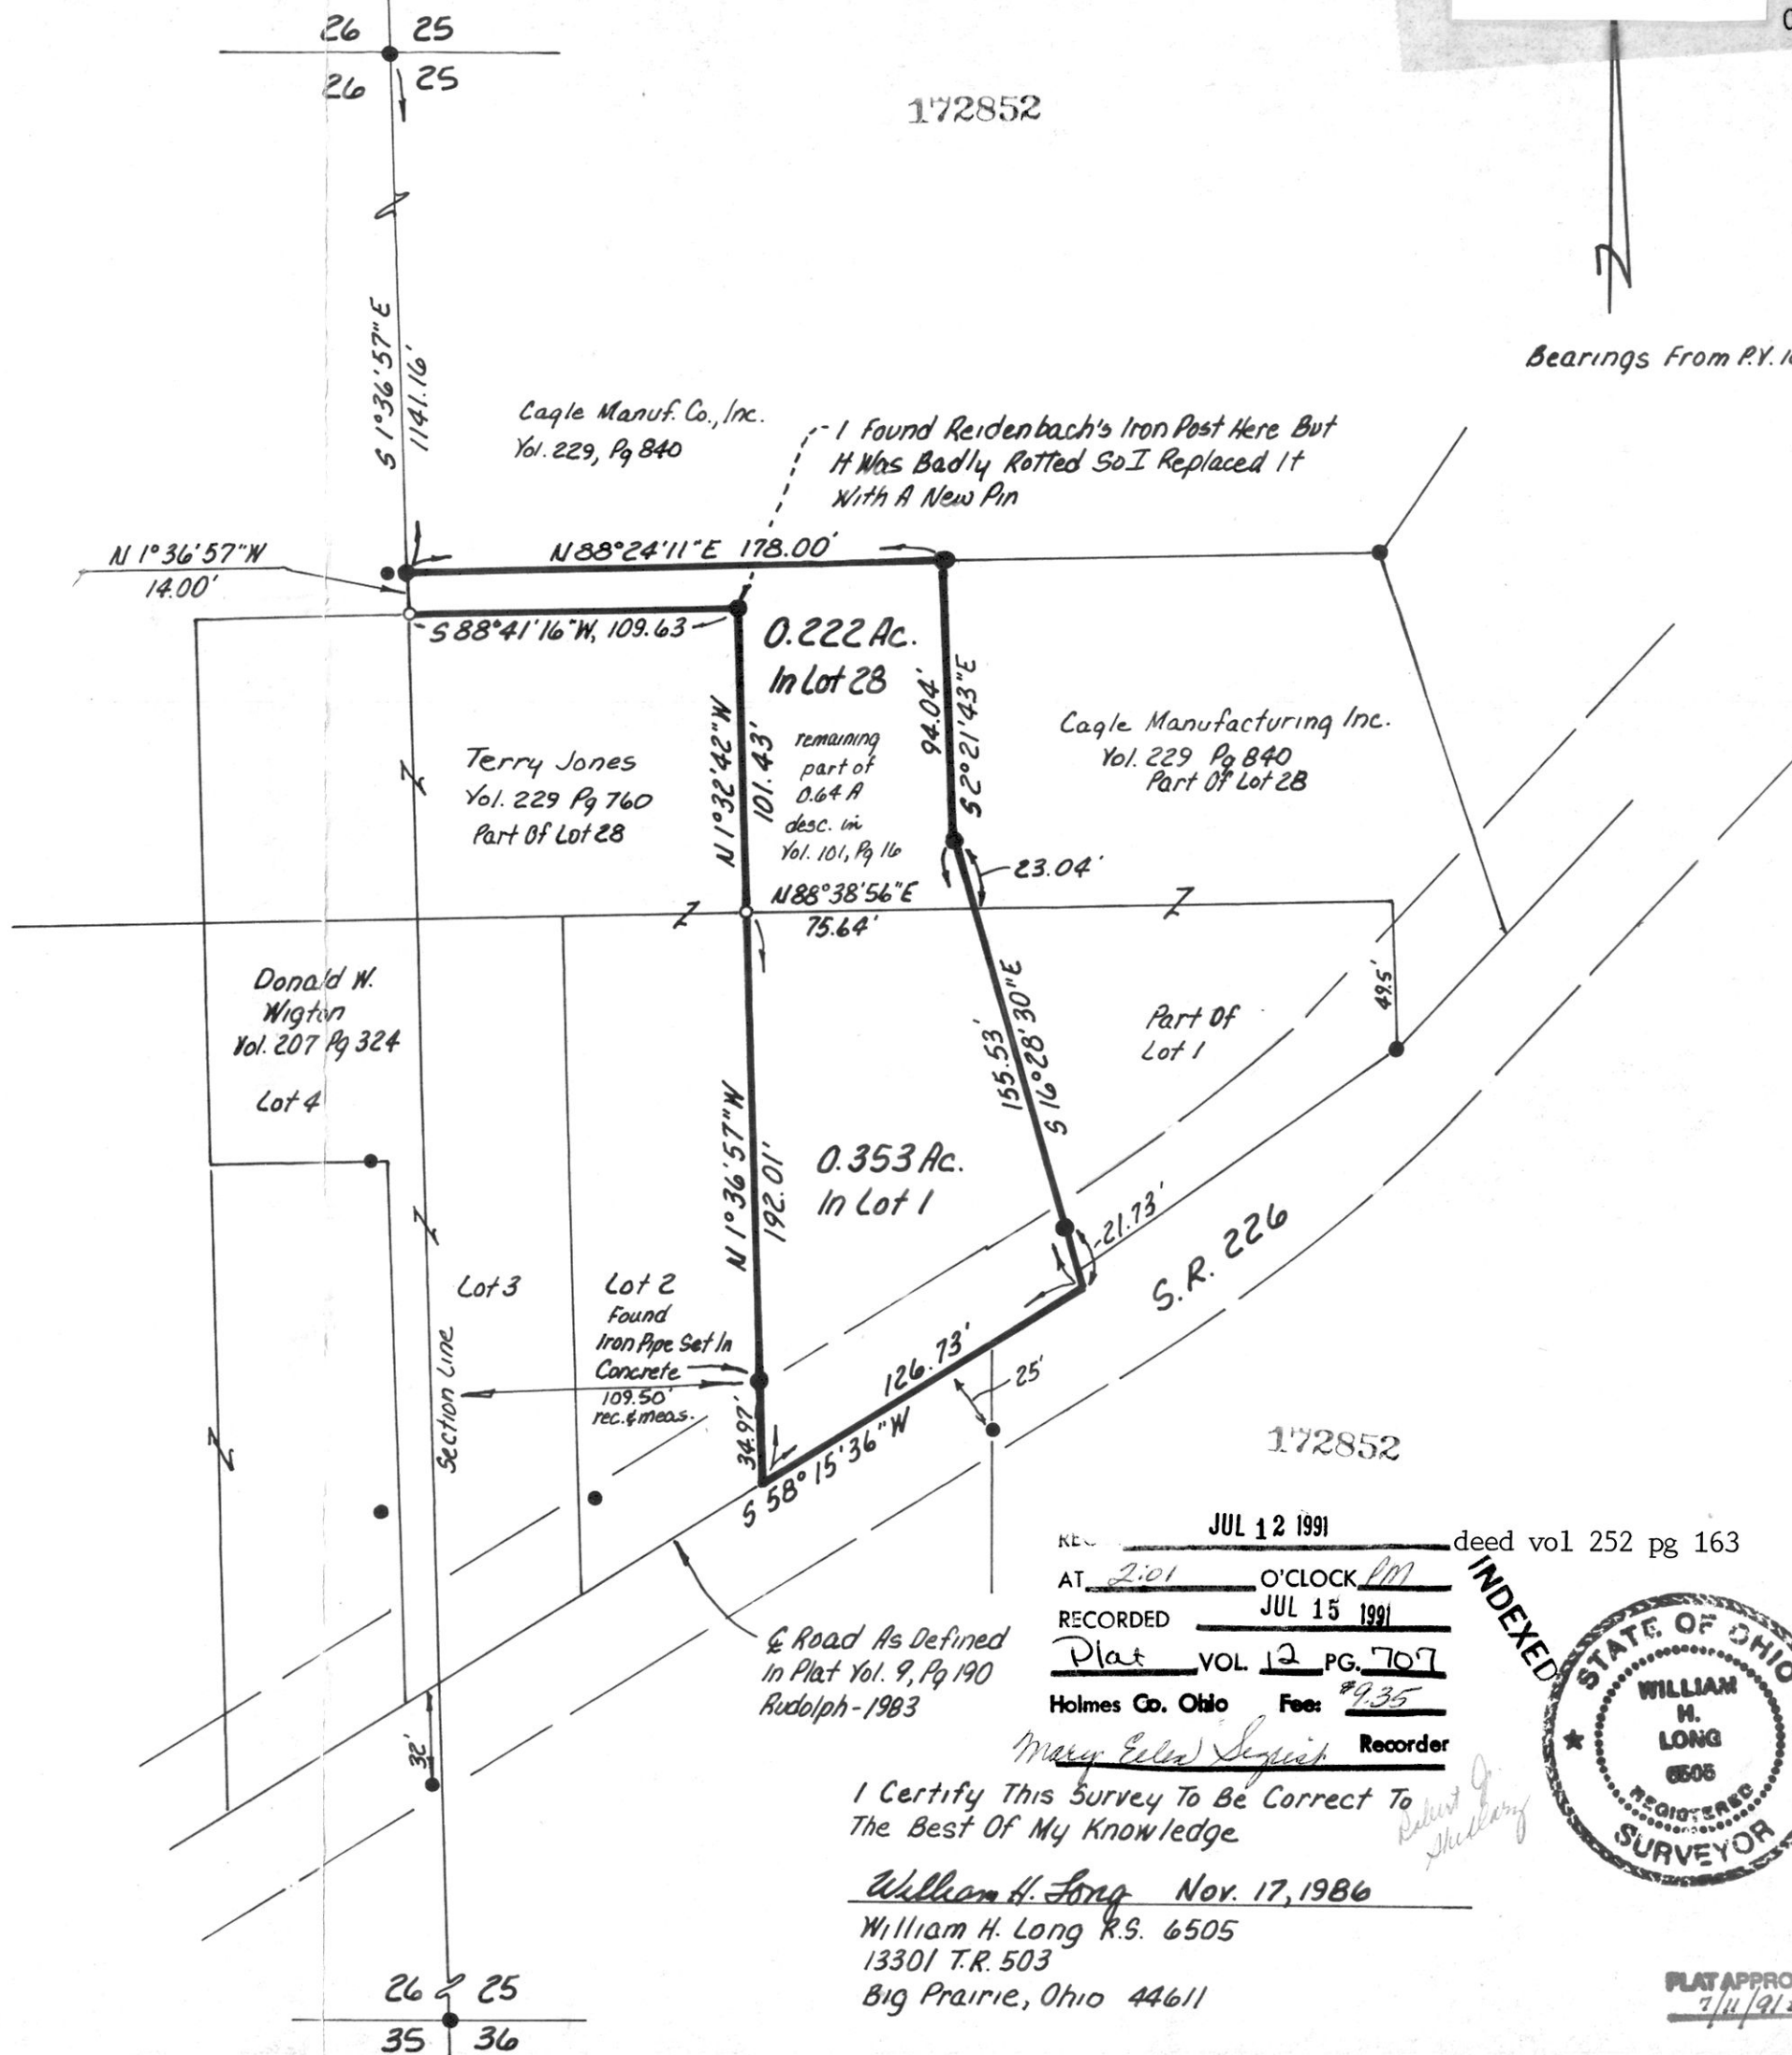 26 25
26 25
172852
S 1°36'57" E
1141.16'
Bearings From P.V.
Cagle Manuf. Co., Inc.
Vol. 229, Pg 840
I Found Reidenbach's Iron Post Here But
It Was Badly Rotted So I Replaced It
With A New Pin
N 1°36'57"W
14.00'
N88°24'11"E 178.00'
S 88°41'16"W, 109.63
0.222 Ac.
In Lot 28
remaining
part of
0.64 A
desc. in
Vol. 101, Pg 16
N 1°32'42"W
101.43'
94.04'
S2°21'43"E
Terry Jones
Vol. 229 Pg 760
Part Of Lot 28
Cagle Manufacturing Inc.
Vol. 229 Pg 840
Part Of Lot 28
23.04'
N88°38'56"E
75.64'
Donald W.
Wigton
Vol. 207 Pg 324
Lot 4
49.5'
Part Of
Lot 1
155.53'
S 16°28'30"E
N 1°36'57"W
192.01'
0.353 Ac.
In Lot 1
21.73'
S.R. 226
Lot 3
Lot 2
Found
Iron Pipe Set In
Concrete
109.50'
rec. & meas.
Section Line
34.97'
126.73'
S 58°15'36"W
25'
172852
REC JUL 12 1991 deed vol 252 pg 163
AT 2:01 O'CLOCK PM
RECORDED JUL 15 1991
Plat VOL. 12 PG. 707
Holmes Co. Ohio Fee: $9.35
Mary Recorder
INDEXED
℄ Road As Defined
In Plat Vol. 9, Pg 190
Rudolph-1983
32'
STATE OF OHIO
WILLIAM
H.
LONG
6505
REGISTERED
SURVEYOR
I Certify This Survey To Be Correct To
The Best Of My Knowledge
William H. Long Nov. 17, 1986
William H. Long R.S. 6505
13301 T.R. 503
Big Prairie, Ohio 44611
PLAT APPRO
7/11/91
26 25
35 36